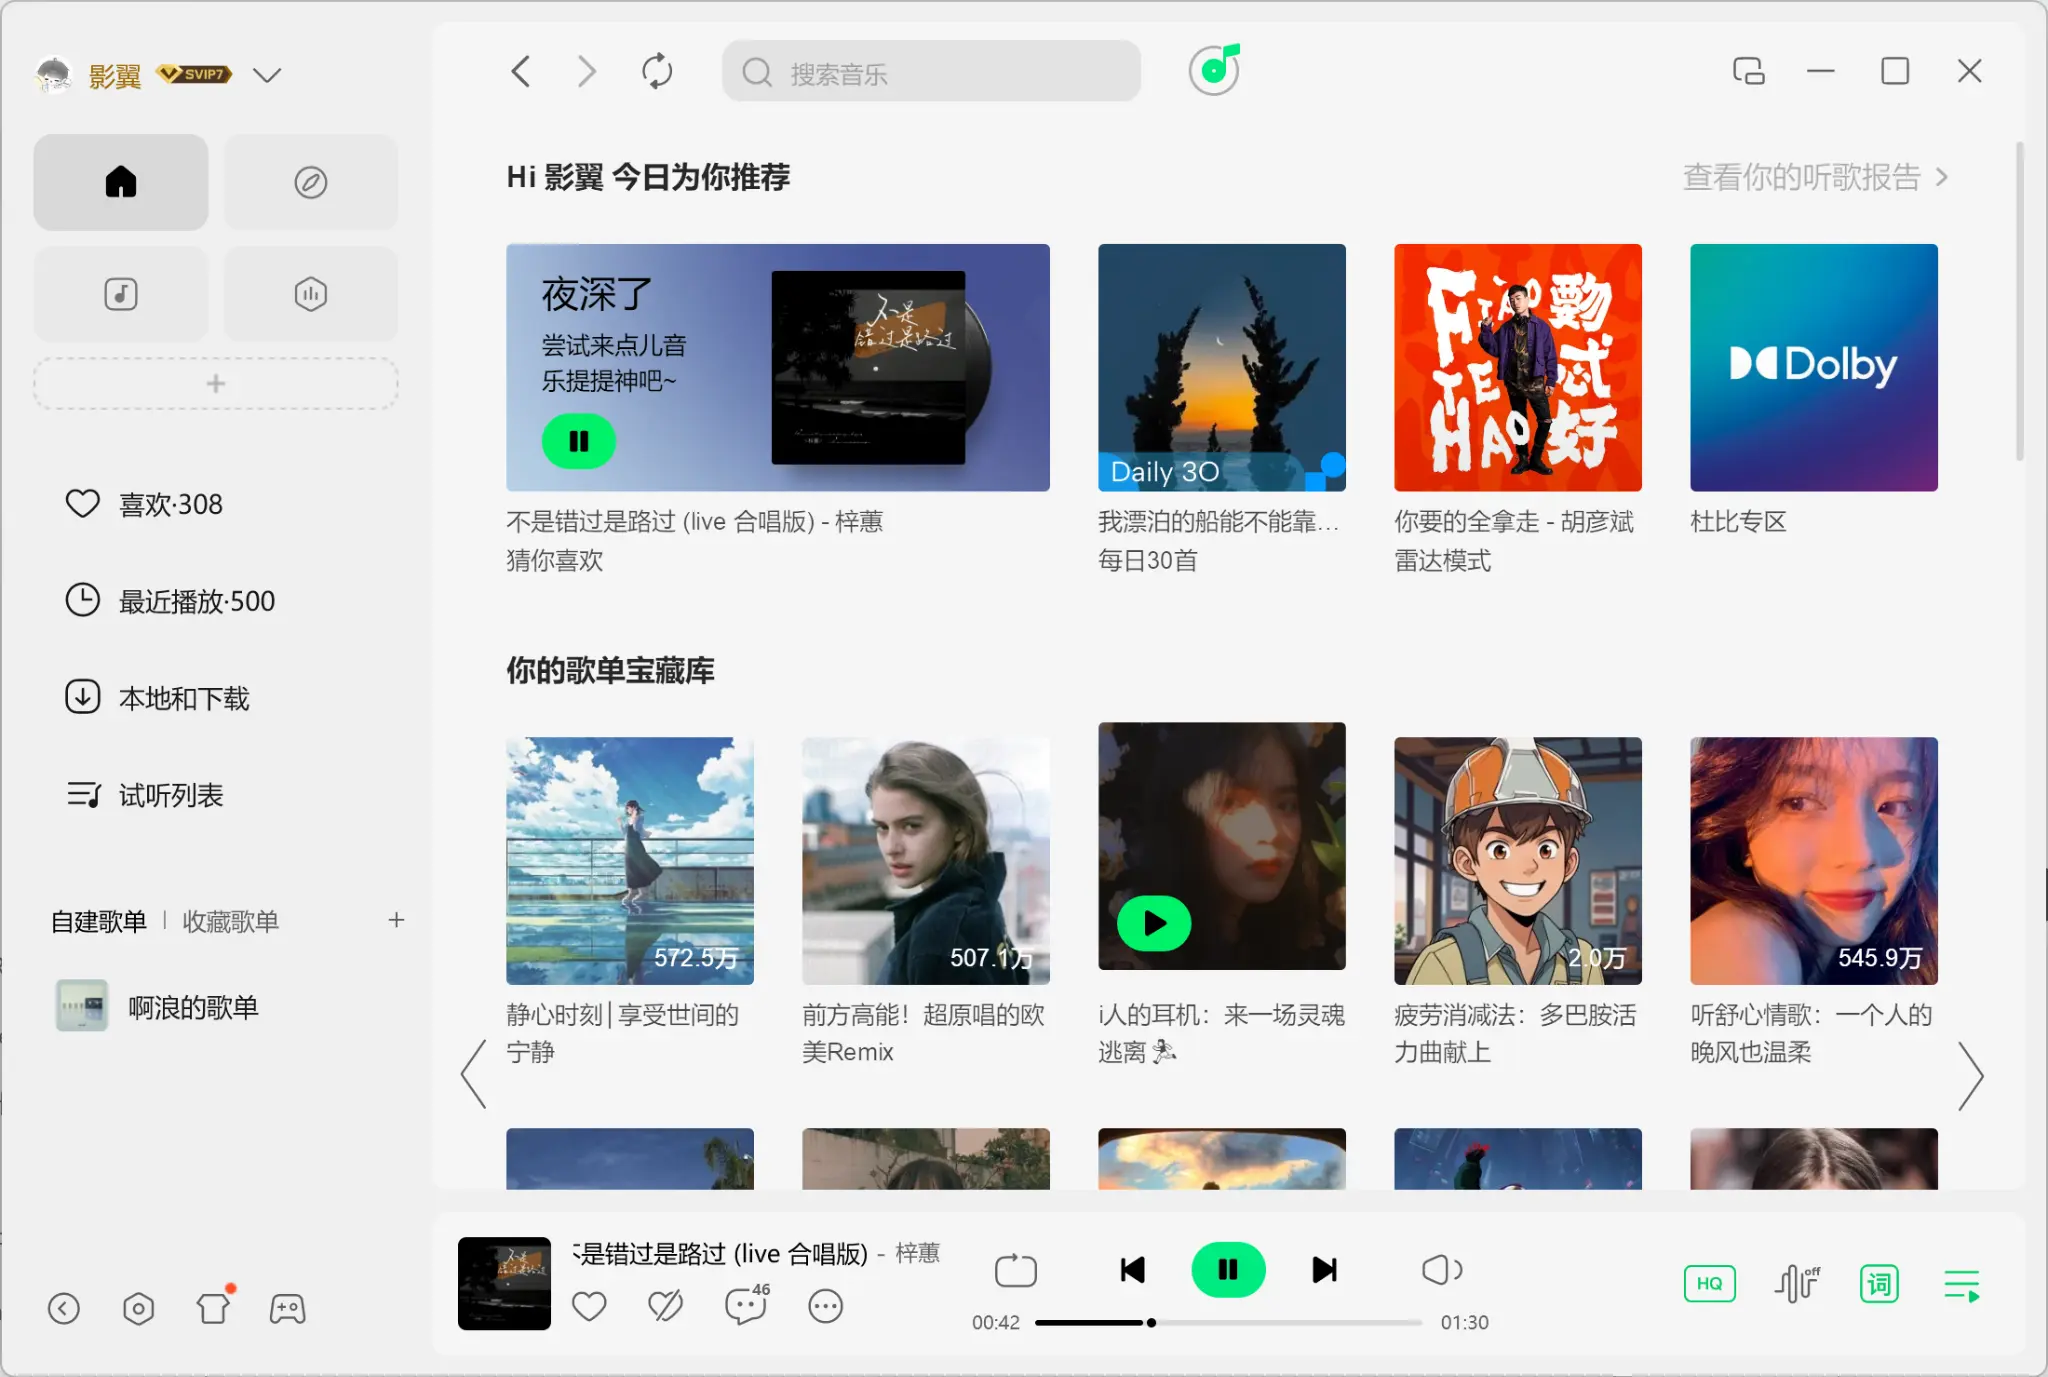 影翼 SVIP7
搜索音乐
喜欢·308
最近播放·500
本地和下载
试听列表
自建歌单 | 收藏歌单
啊浪的歌单
Hi 影翼 今日为你推荐
查看你的听歌报告
夜深了
尝试来点儿音
乐提提神吧~
不是
错过是路过
不是错过是路过 (live 合唱版) - 梓蕙
猜你喜欢
Daily 30
我漂泊的船能不能靠...
每日30首
HIAO TE HAO
你要的全拿走 - 胡彦斌
雷达模式
Dolby
杜比专区
你的歌单宝藏库
572.5万
静心时刻│享受世间的
宁静
507.1万
前方高能！超原唱的欧
美Remix
i人的耳机：来一场灵魂
逃离
2.0万
疲劳消减法：多巴胺活
力曲献上
545.9万
听舒心情歌：一个人的
晚风也温柔
是错过是路过 (live 合唱版) - 梓蕙
46
00:42
01:30
HQ
off
词